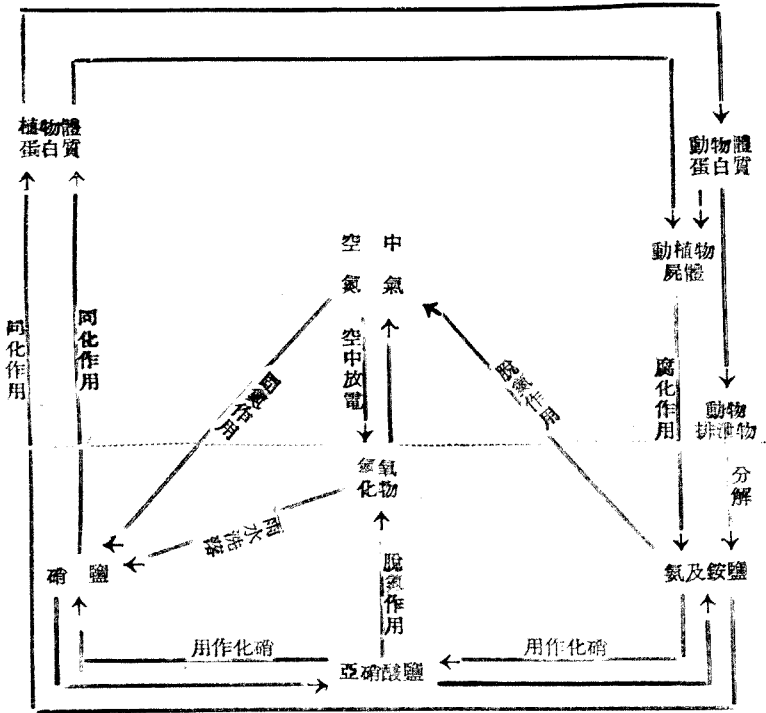 植物體
蛋白質
動物體
蛋白質
動植物
屍體
空中
氮氣
同化作用
同化作用
固氮作用
空中放電
脫氮作用
腐化作用
動物
排泄物
分解
氮氧
化物
雨水洗降
硝鹽
脫氮作用
氨及銨鹽
用作化硝
用作化硝
亞硝酸鹽